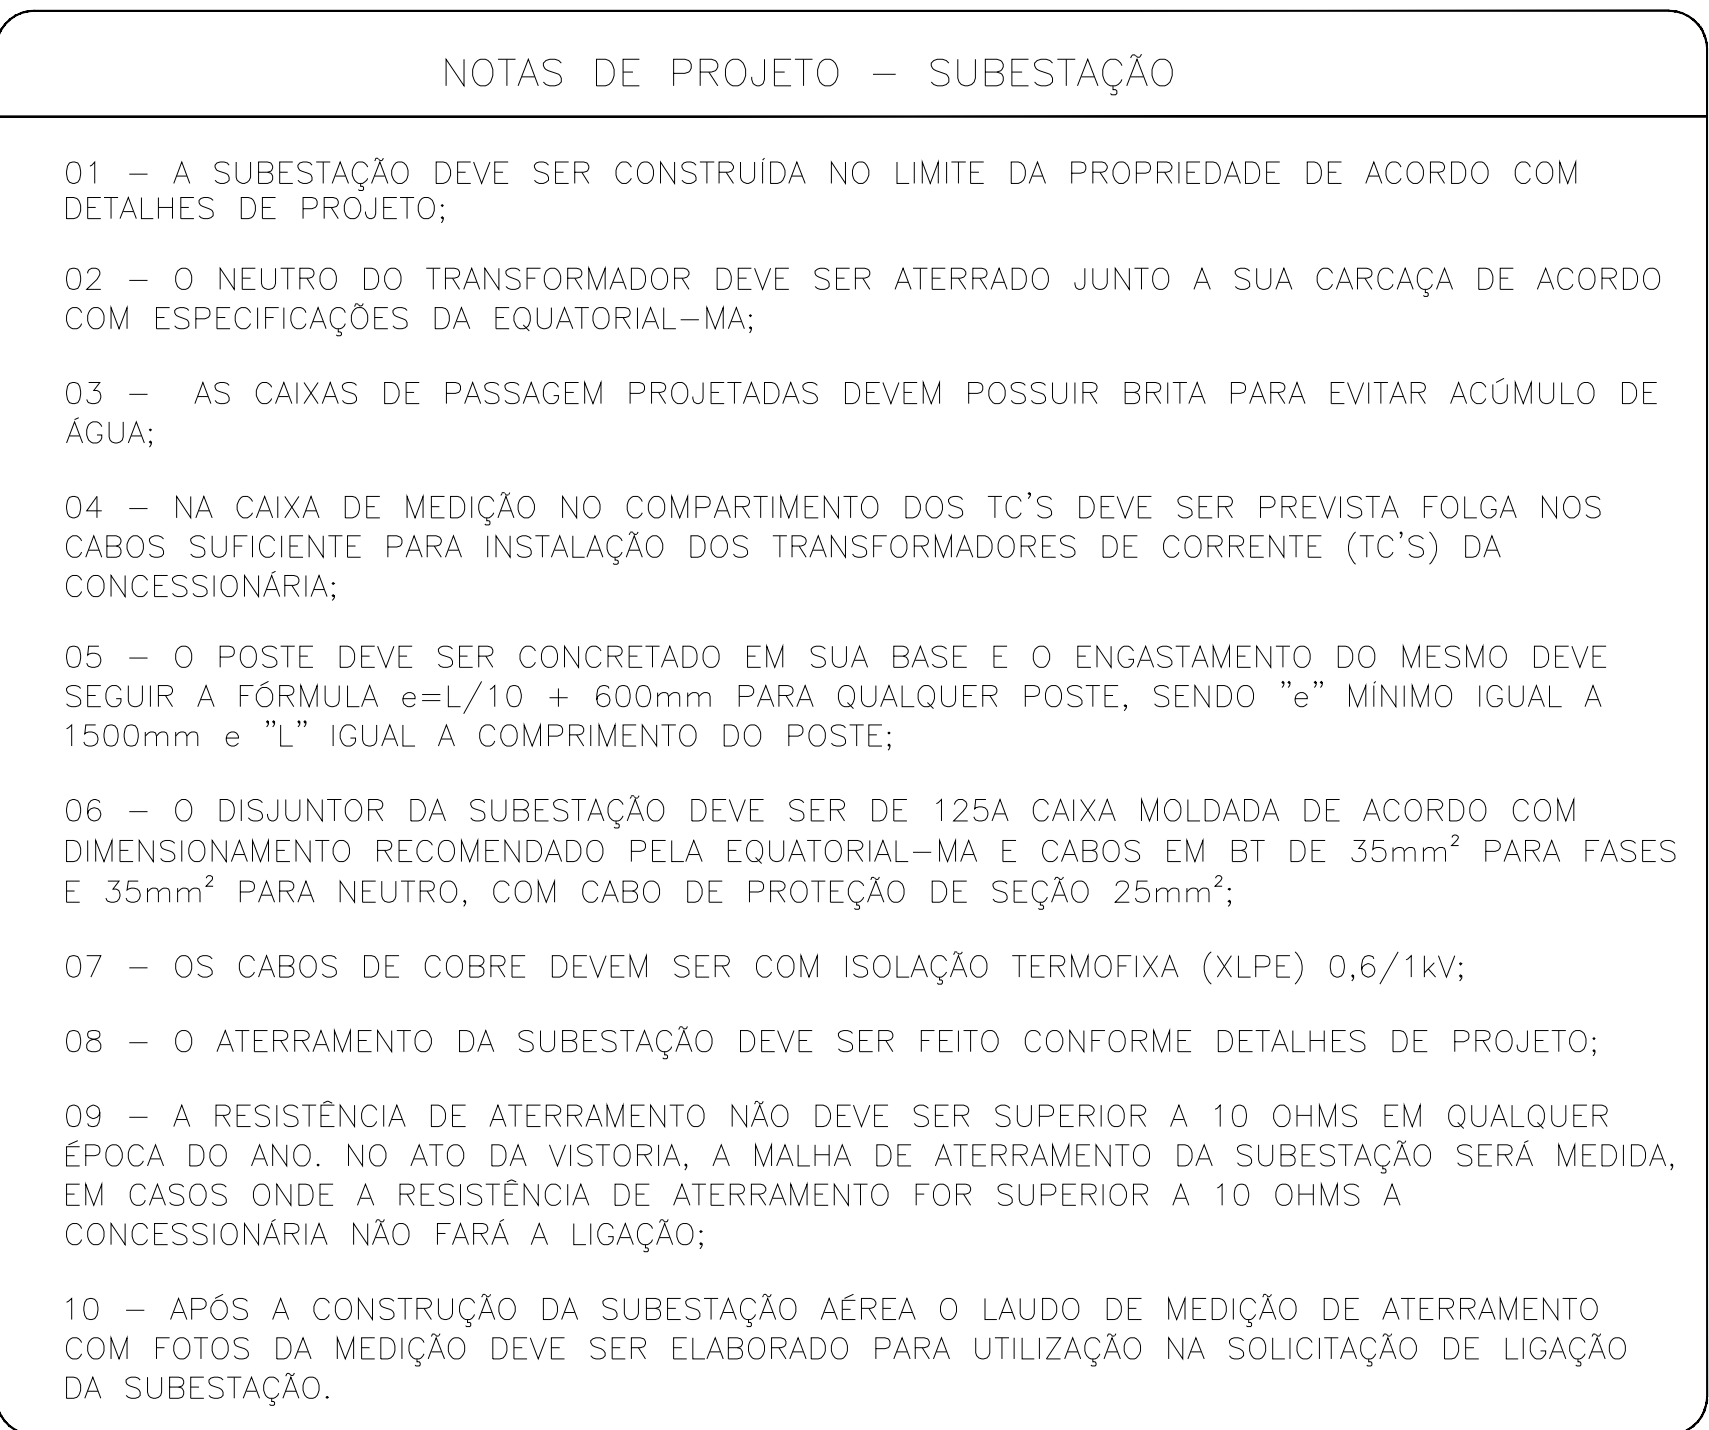 NOTAS DE PROJETO – SUBESTAÇÃO
01 – A SUBESTAÇÃO DEVE SER CONSTRUÍDA NO LIMITE DA PROPRIEDADE DE ACORDO COM
DETALHES DE PROJETO;
02 – O NEUTRO DO TRANSFORMADOR DEVE SER ATERRADO JUNTO A SUA CARCAÇA DE ACORDO
COM ESPECIFICAÇÕES DA EQUATORIAL–MA;
03 – AS CAIXAS DE PASSAGEM PROJETADAS DEVEM POSSUIR BRITA PARA EVITAR ACÚMULO DE
ÁGUA;
04 – NA CAIXA DE MEDIÇÃO NO COMPARTIMENTO DOS TC'S DEVE SER PREVISTA FOLGA NOS
CABOS SUFICIENTE PARA INSTALAÇÃO DOS TRANSFORMADORES DE CORRENTE (TC'S) DA
CONCESSIONÁRIA;
05 – O POSTE DEVE SER CONCRETADO EM SUA BASE E O ENGASTAMENTO DO MESMO DEVE
SEGUIR A FÓRMULA e=L/10 + 600mm PARA QUALQUER POSTE, SENDO "e" MÍNIMO IGUAL A
1500mm e "L" IGUAL A COMPRIMENTO DO POSTE;
06 – O DISJUNTOR DA SUBESTAÇÃO DEVE SER DE 125A CAIXA MOLDADA DE ACORDO COM
DIMENSIONAMENTO RECOMENDADO PELA EQUATORIAL–MA E CABOS EM BT DE 35mm² PARA FASES
E 35mm² PARA NEUTRO, COM CABO DE PROTEÇÃO DE SEÇÃO 25mm²;
07 – OS CABOS DE COBRE DEVEM SER COM ISOLAÇÃO TERMOFIXA (XLPE) 0,6/1kV;
08 – O ATERRAMENTO DA SUBESTAÇÃO DEVE SER FEITO CONFORME DETALHES DE PROJETO;
09 – A RESISTÊNCIA DE ATERRAMENTO NÃO DEVE SER SUPERIOR A 10 OHMS EM QUALQUER
ÉPOCA DO ANO. NO ATO DA VISTORIA, A MALHA DE ATERRAMENTO DA SUBESTAÇÃO SERÁ MEDIDA,
EM CASOS ONDE A RESISTÊNCIA DE ATERRAMENTO FOR SUPERIOR A 10 OHMS A
CONCESSIONÁRIA NÃO FARÁ A LIGAÇÃO;
10 – APÓS A CONSTRUÇÃO DA SUBESTAÇÃO AÉREA O LAUDO DE MEDIÇÃO DE ATERRAMENTO
COM FOTOS DA MEDIÇÃO DEVE SER ELABORADO PARA UTILIZAÇÃO NA SOLICITAÇÃO DE LIGAÇÃO
DA SUBESTAÇÃO.